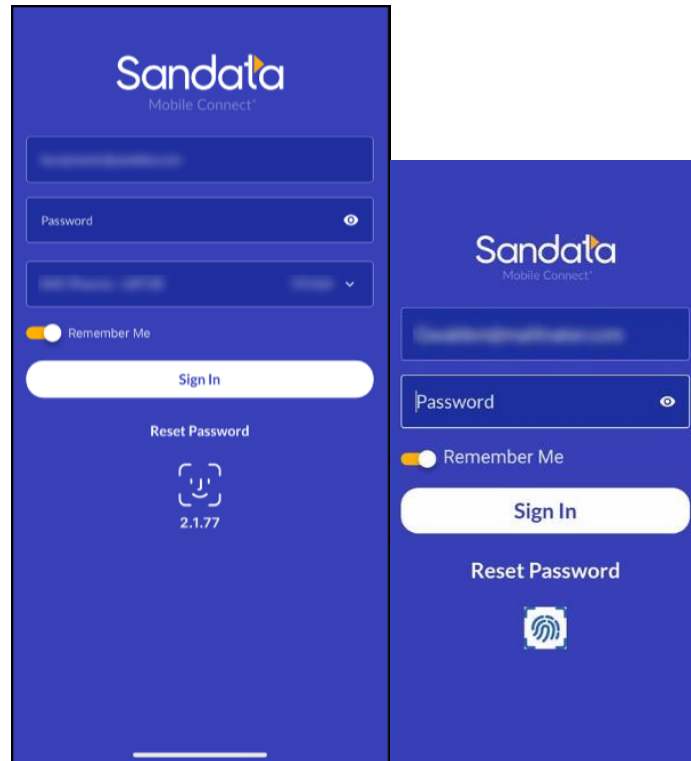 Sandata
Mobile Connect
Password
Remember Me
Sign In
Reset Password
2.1.77
Sandata
Mobile Connect
Password
Remember Me
Sign In
Reset Password